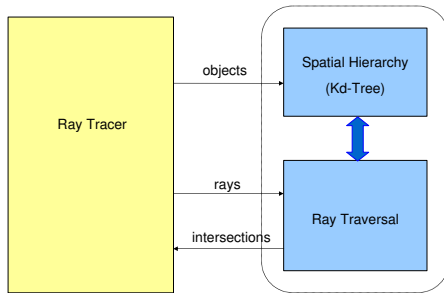 Ray Tracer
objects
Spatial Hierarchy
(Kd-Tree)
rays
Ray Traversal
intersections